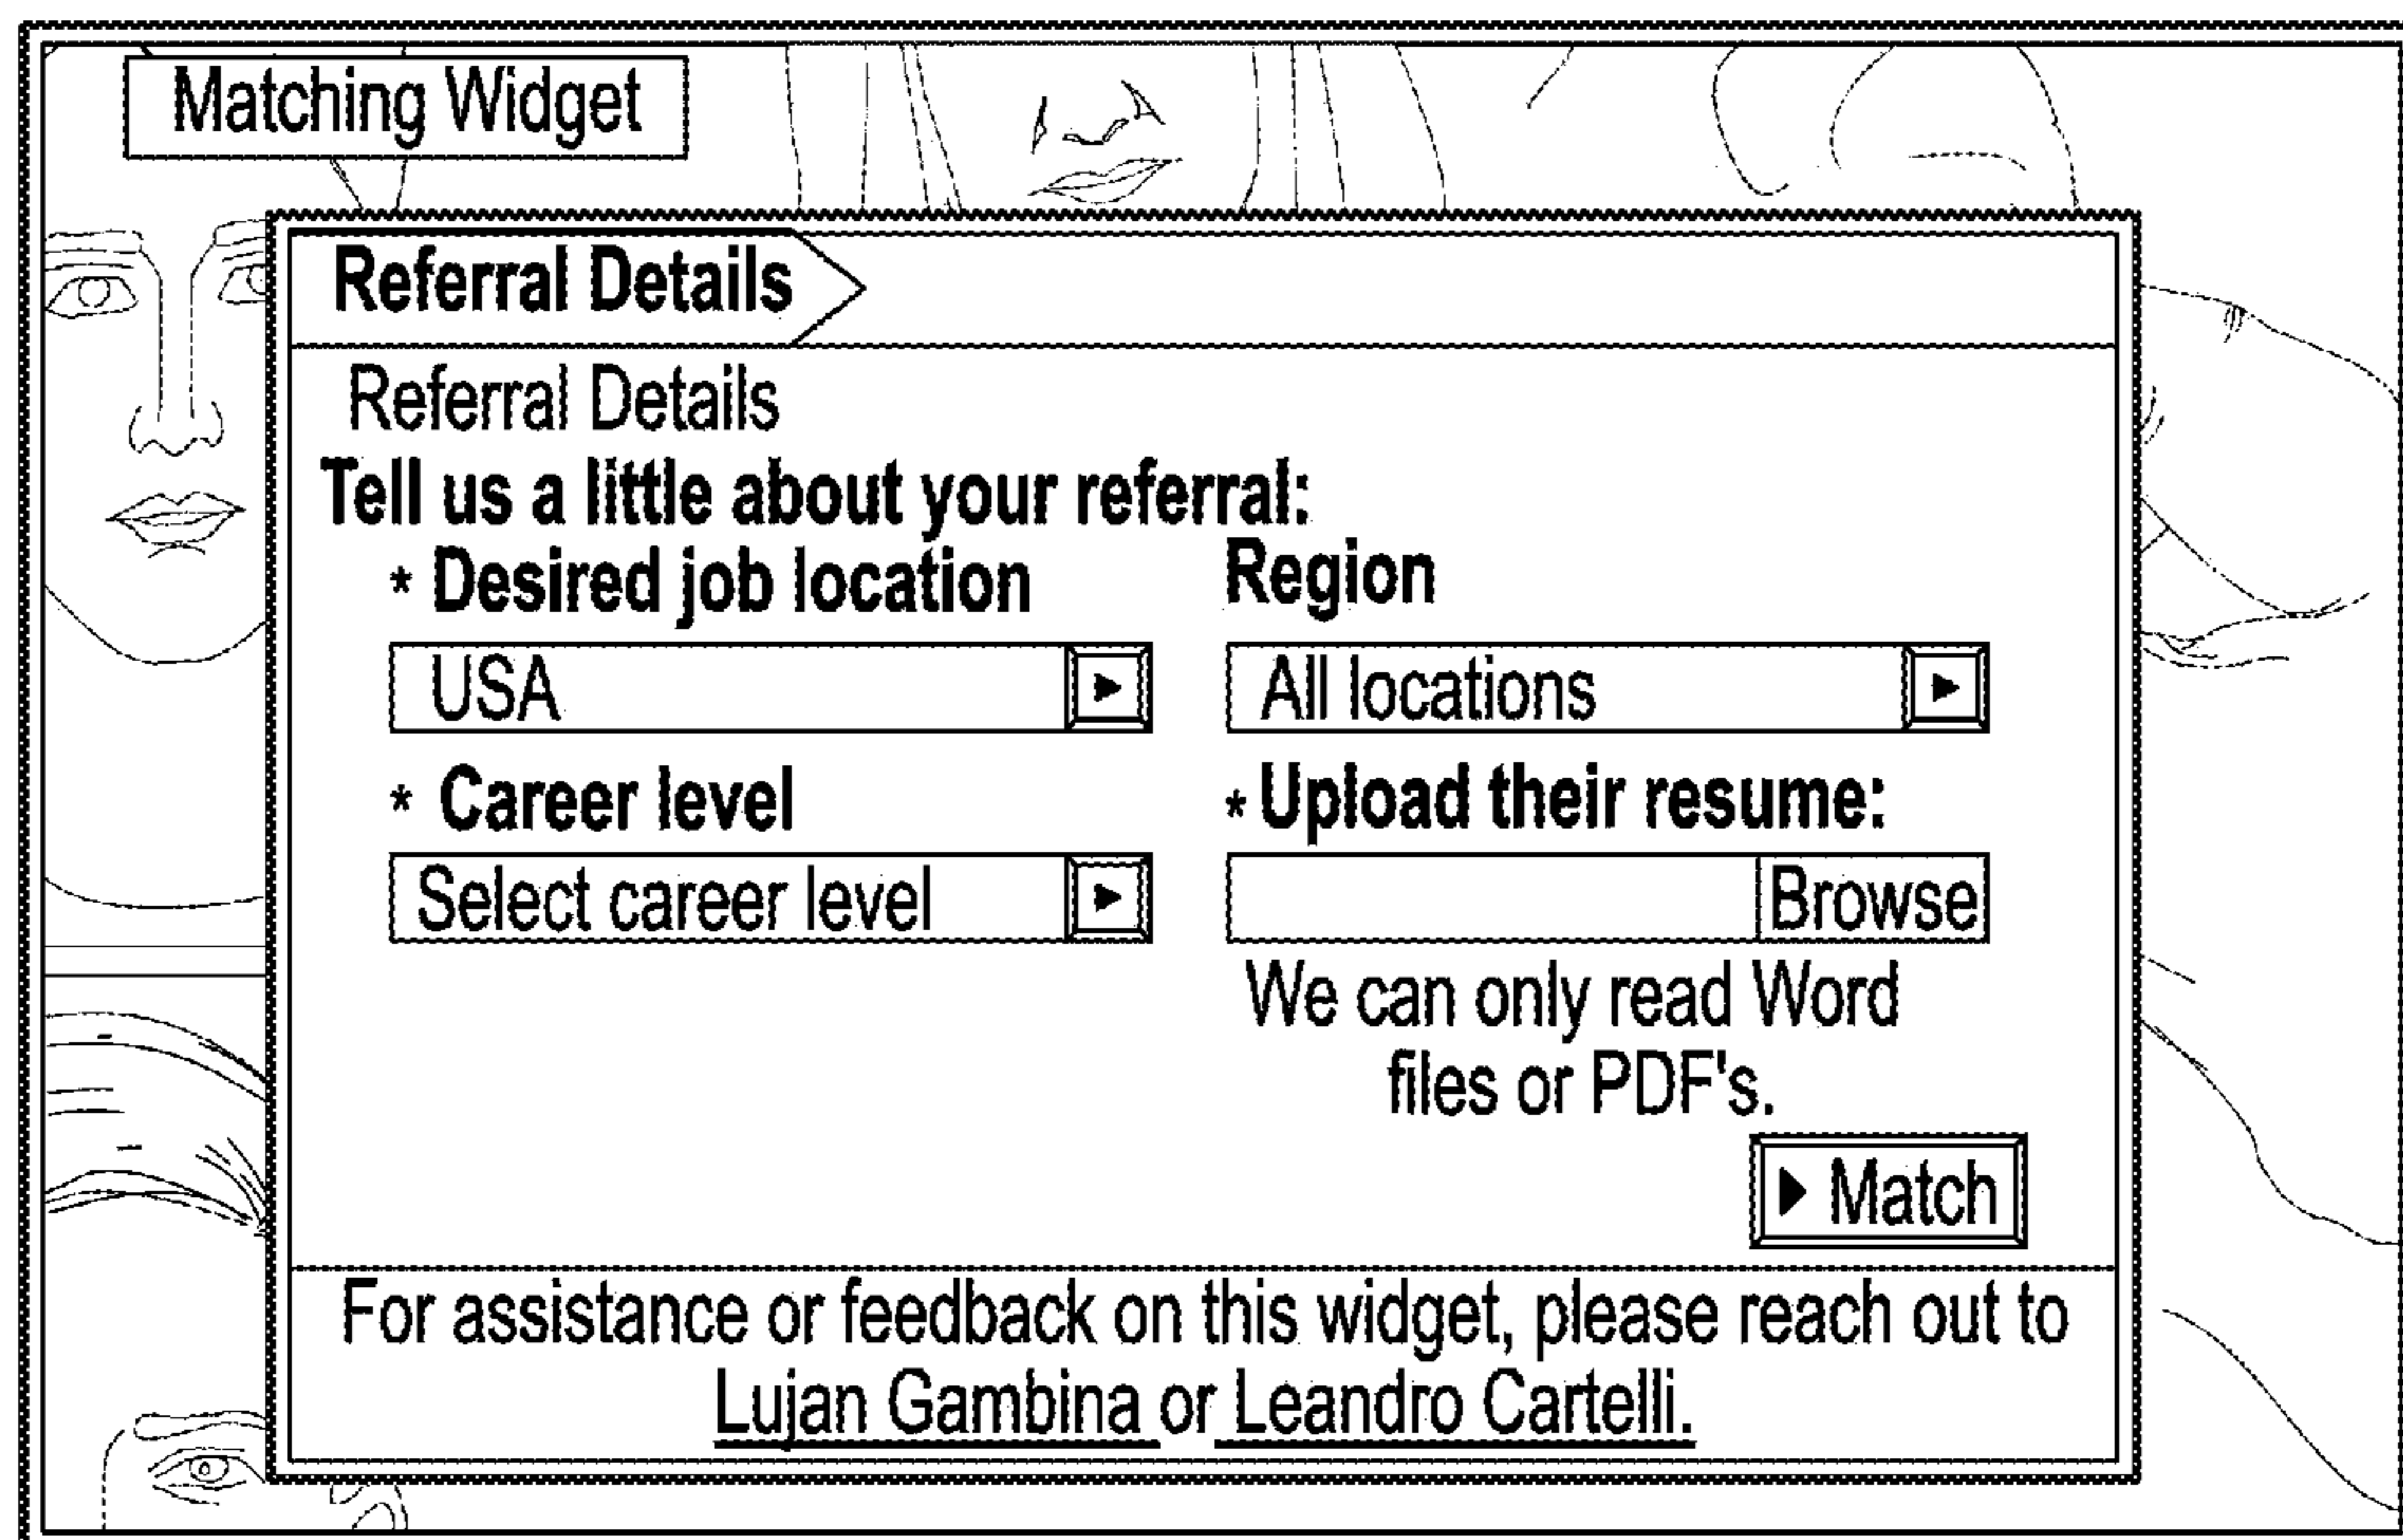 Matching Widget
Referral Details
Referral Details
Tell us a little about your referral:
* Desired job location
Region
USA
All locations
* Career level
* Upload their resume:
Select career level
Browse
We can only read Word
files or PDF's.
Match
For assistance or feedback on this widget, please reach out to
Lujan Gambina or Leandro Cartelli.